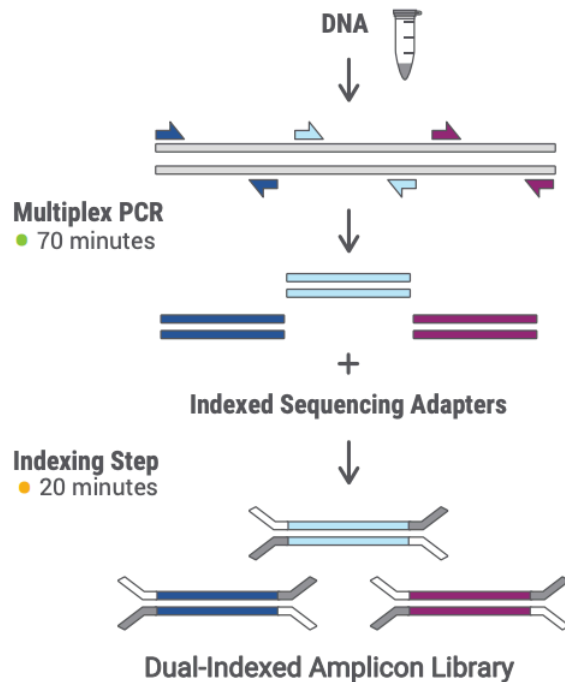 DNA
Multiplex PCR
70 minutes
+
Indexed Sequencing Adapters
Indexing Step
20 minutes
Dual-Indexed Amplicon Library